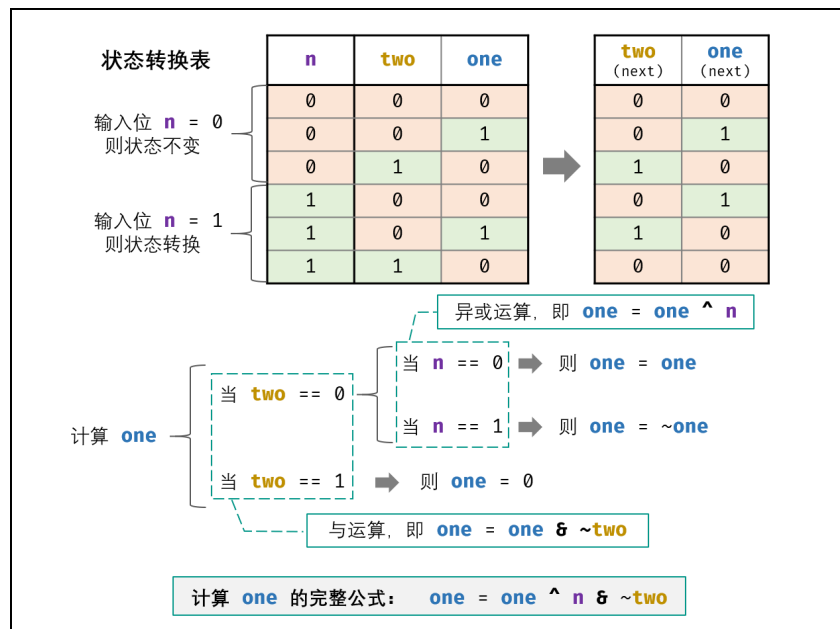 状态转换表
n two one two (next) one (next)
输入位 n = 0
则状态不变
0 0 0 0 0
0 0 1 0 1
0 1 0 1 0
输入位 n = 1
则状态转换
1 0 0 0 1
1 0 1 1 0
1 1 0 0 0
异或运算，即 one = one ^ n
当 n == 0 则 one = one
当 two == 0
当 n == 1 则 one = ~one
计算 one
当 two == 1 则 one = 0
与运算，即 one = one & ~two
计算 one 的完整公式： one = one ^ n & ~two